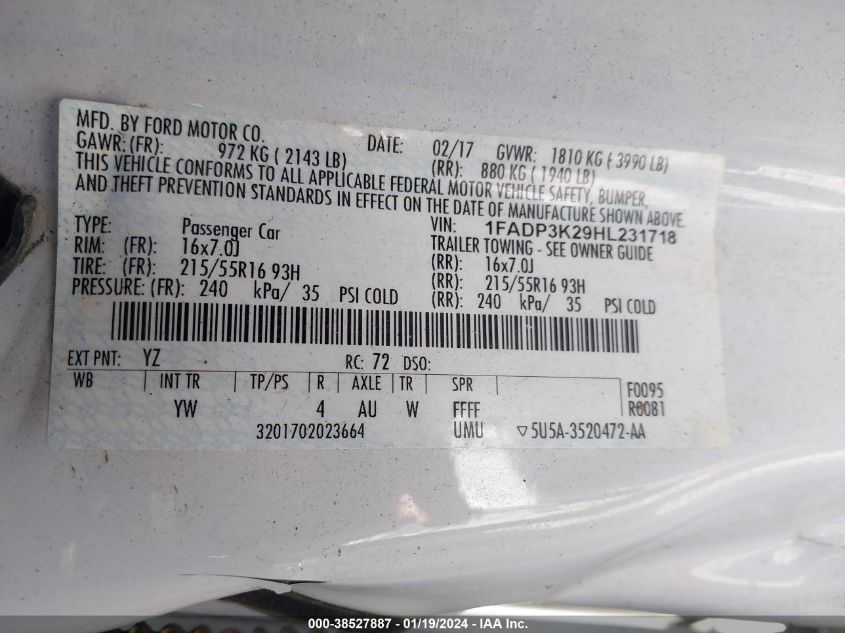 MFD. BY FORD MOTOR CO. DATE: 02/17 GVWR: 1810 KG ( 3990 LB)
GAWR: (FR): 972 KG ( 2143 LB) (RR): 880 KG ( 1940 LB)
THIS VEHICLE CONFORMS TO ALL APPLICABLE FEDERAL MOTOR VEHICLE SAFETY, BUMPER,
AND THEFT PREVENTION STANDARDS IN EFFECT ON THE DATE OF MANUFACTURE SHOWN ABOVE.
VIN: 1FADP3K29HL231718
TYPE: Passenger Car TRAILER TOWING - SEE OWNER GUIDE
RIM: (FR): 16x7.0J (RR): 16x7.0J
TIRE: (FR): 215/55R16 93H (RR): 215/55R16 93H
PRESSURE: (FR): 240 kPa/ 35 PSI COLD (RR): 240 kPa/ 35 PSI COLD
EXT PNT: YZ RC: 72 DSO:
WB INT TR TP/PS R AXLE TR SPR F0095
YW 4 AU W FFFF R0081
3201702023664 UMU ▽5U5A-3520472-AA
000-38527887 - 01/19/2024 - IAA Inc.